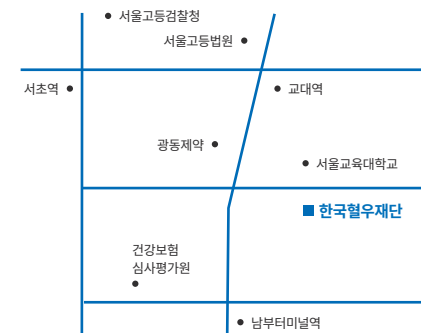 서울고등검찰청
서울고등법원
서초역
교대역
광동제약
서울교육대학교
한국혈우재단
건강보험
심사평가원
남부터미널역